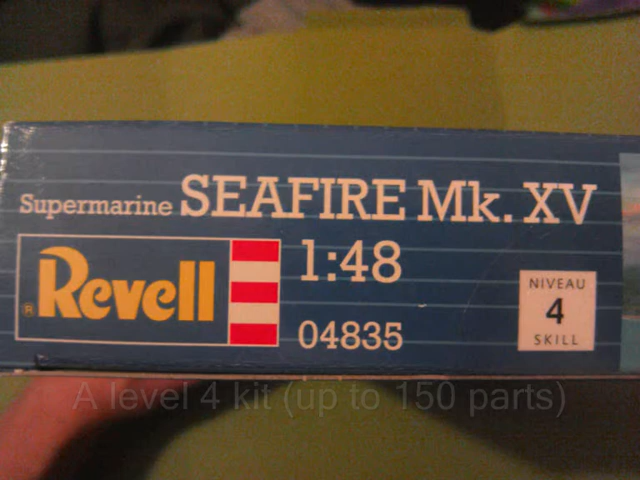 Supermarine SEAFIRE Mk. XV
Revell
®
1:48
04835
NIVEAU
4
SKILL
A level 4 kit (up to 150 parts)